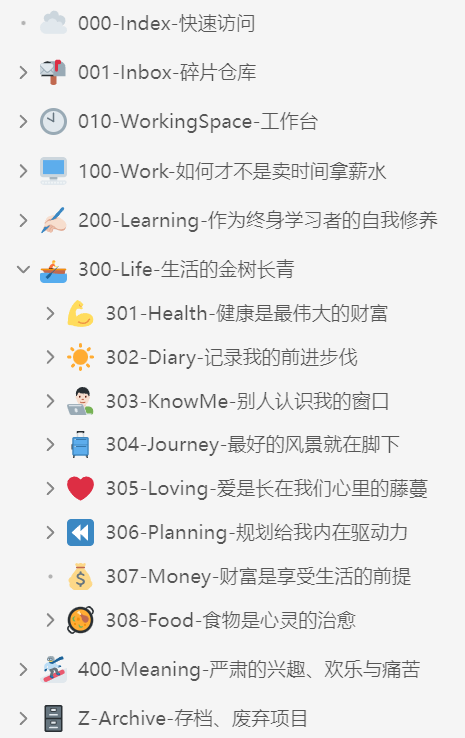 000-Index-快速访问
001-Inbox-碎片仓库
010-WorkingSpace-工作台
100-Work-如何才不是卖时间拿薪水
200-Learning-作为终身学习者的自我修养
300-Life-生活的金树长青
301-Health-健康是最伟大的财富
302-Diary-记录我的前进步伐
303-KnowMe-别人认识我的窗口
304-Journey-最好的风景就在脚下
305-Loving-爱是长在我们心里的藤蔓
306-Planning-规划给我内在驱动力
307-Money-财富是享受生活的前提
308-Food-食物是心灵的治愈
400-Meaning-严肃的兴趣、欢乐与痛苦
Z-Archive-存档、废弃项目